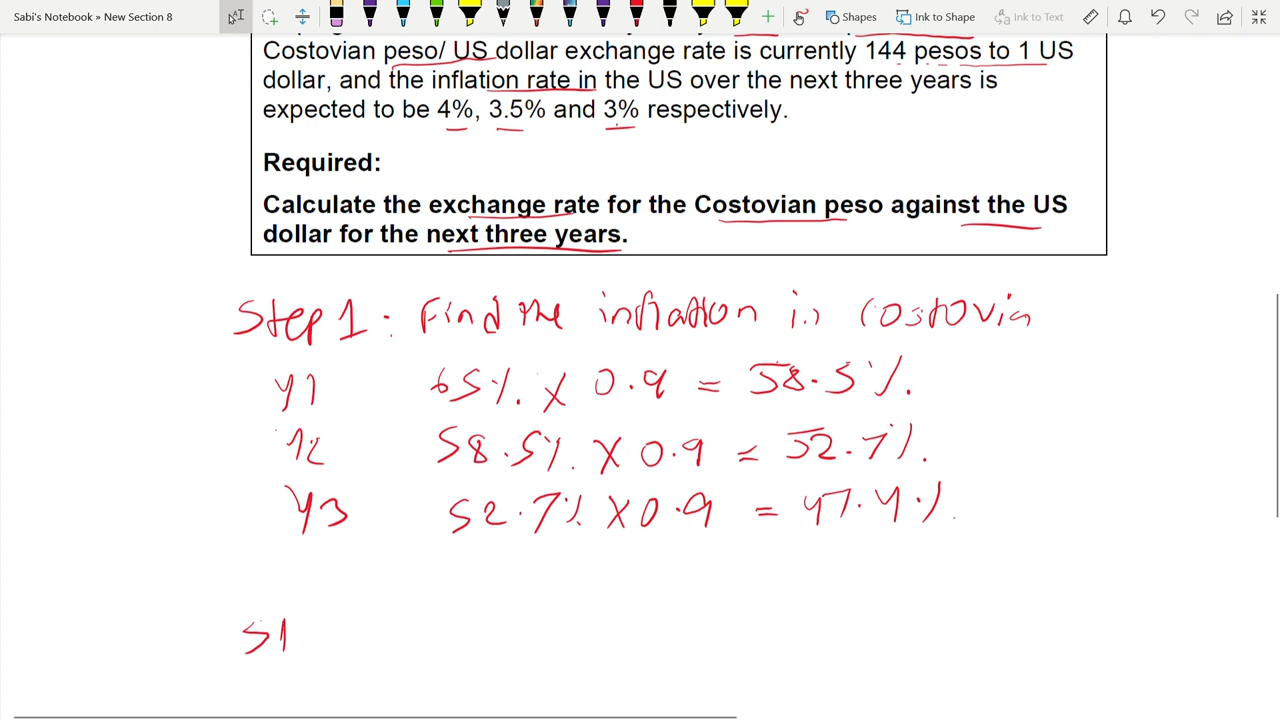 Sabi's Notebook » New Section 8
Shapes Ink to Shape Ink to Text
Costovian peso/ US dollar exchange rate is currently 144 pesos to 1 US
dollar, and the inflation rate in the US over the next three years is
expected to be 4%, 3.5% and 3% respectively.
Required:
Calculate the exchange rate for the Costovian peso against the US
dollar for the next three years.
Step 1: Find the inflation in Costovia
Y1 65% X 0.9 = 58.5%.
Y2 58.5% X 0.9 = 52.7%.
Y3 52.7% X 0.9 = 47.4%.
St